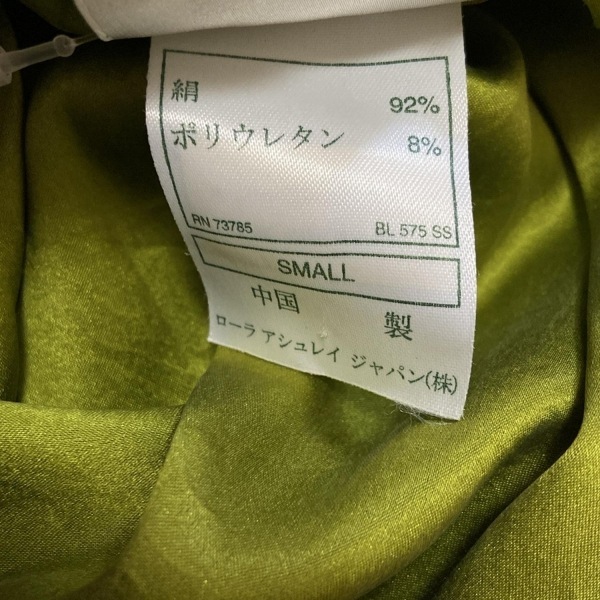 絹 92%
ポリウレタン 8%
RN 73785 BL 575 SS
SMALL
中国 製
ローラ アシュレイ ジャパン(株)